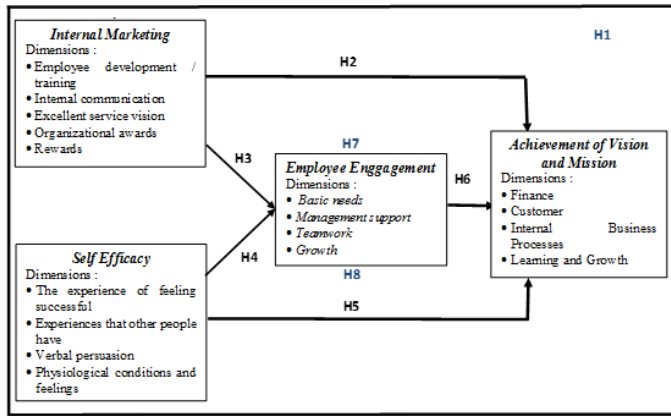 Internal Marketing
Dimensions :
• Employee development /
training
• Internal communication
• Excellent service vision
• Organizational awards
• Rewards
H1
H2
H3
H7
Employee Enggagement
Dimensions :
• Basic needs
• Management support
• Teamwork
• Growth
H6
Achievement of Vision
and Mission
Dimensions :
• Finance
• Customer
• Internal Business
Processes
• Learning and Growth
H4
H8
H5
Self Efficacy
Dimensions :
• The experience of feeling
successful
• Experiences that other people
have
• Verbal persuasion
• Physiological conditions and
feelings